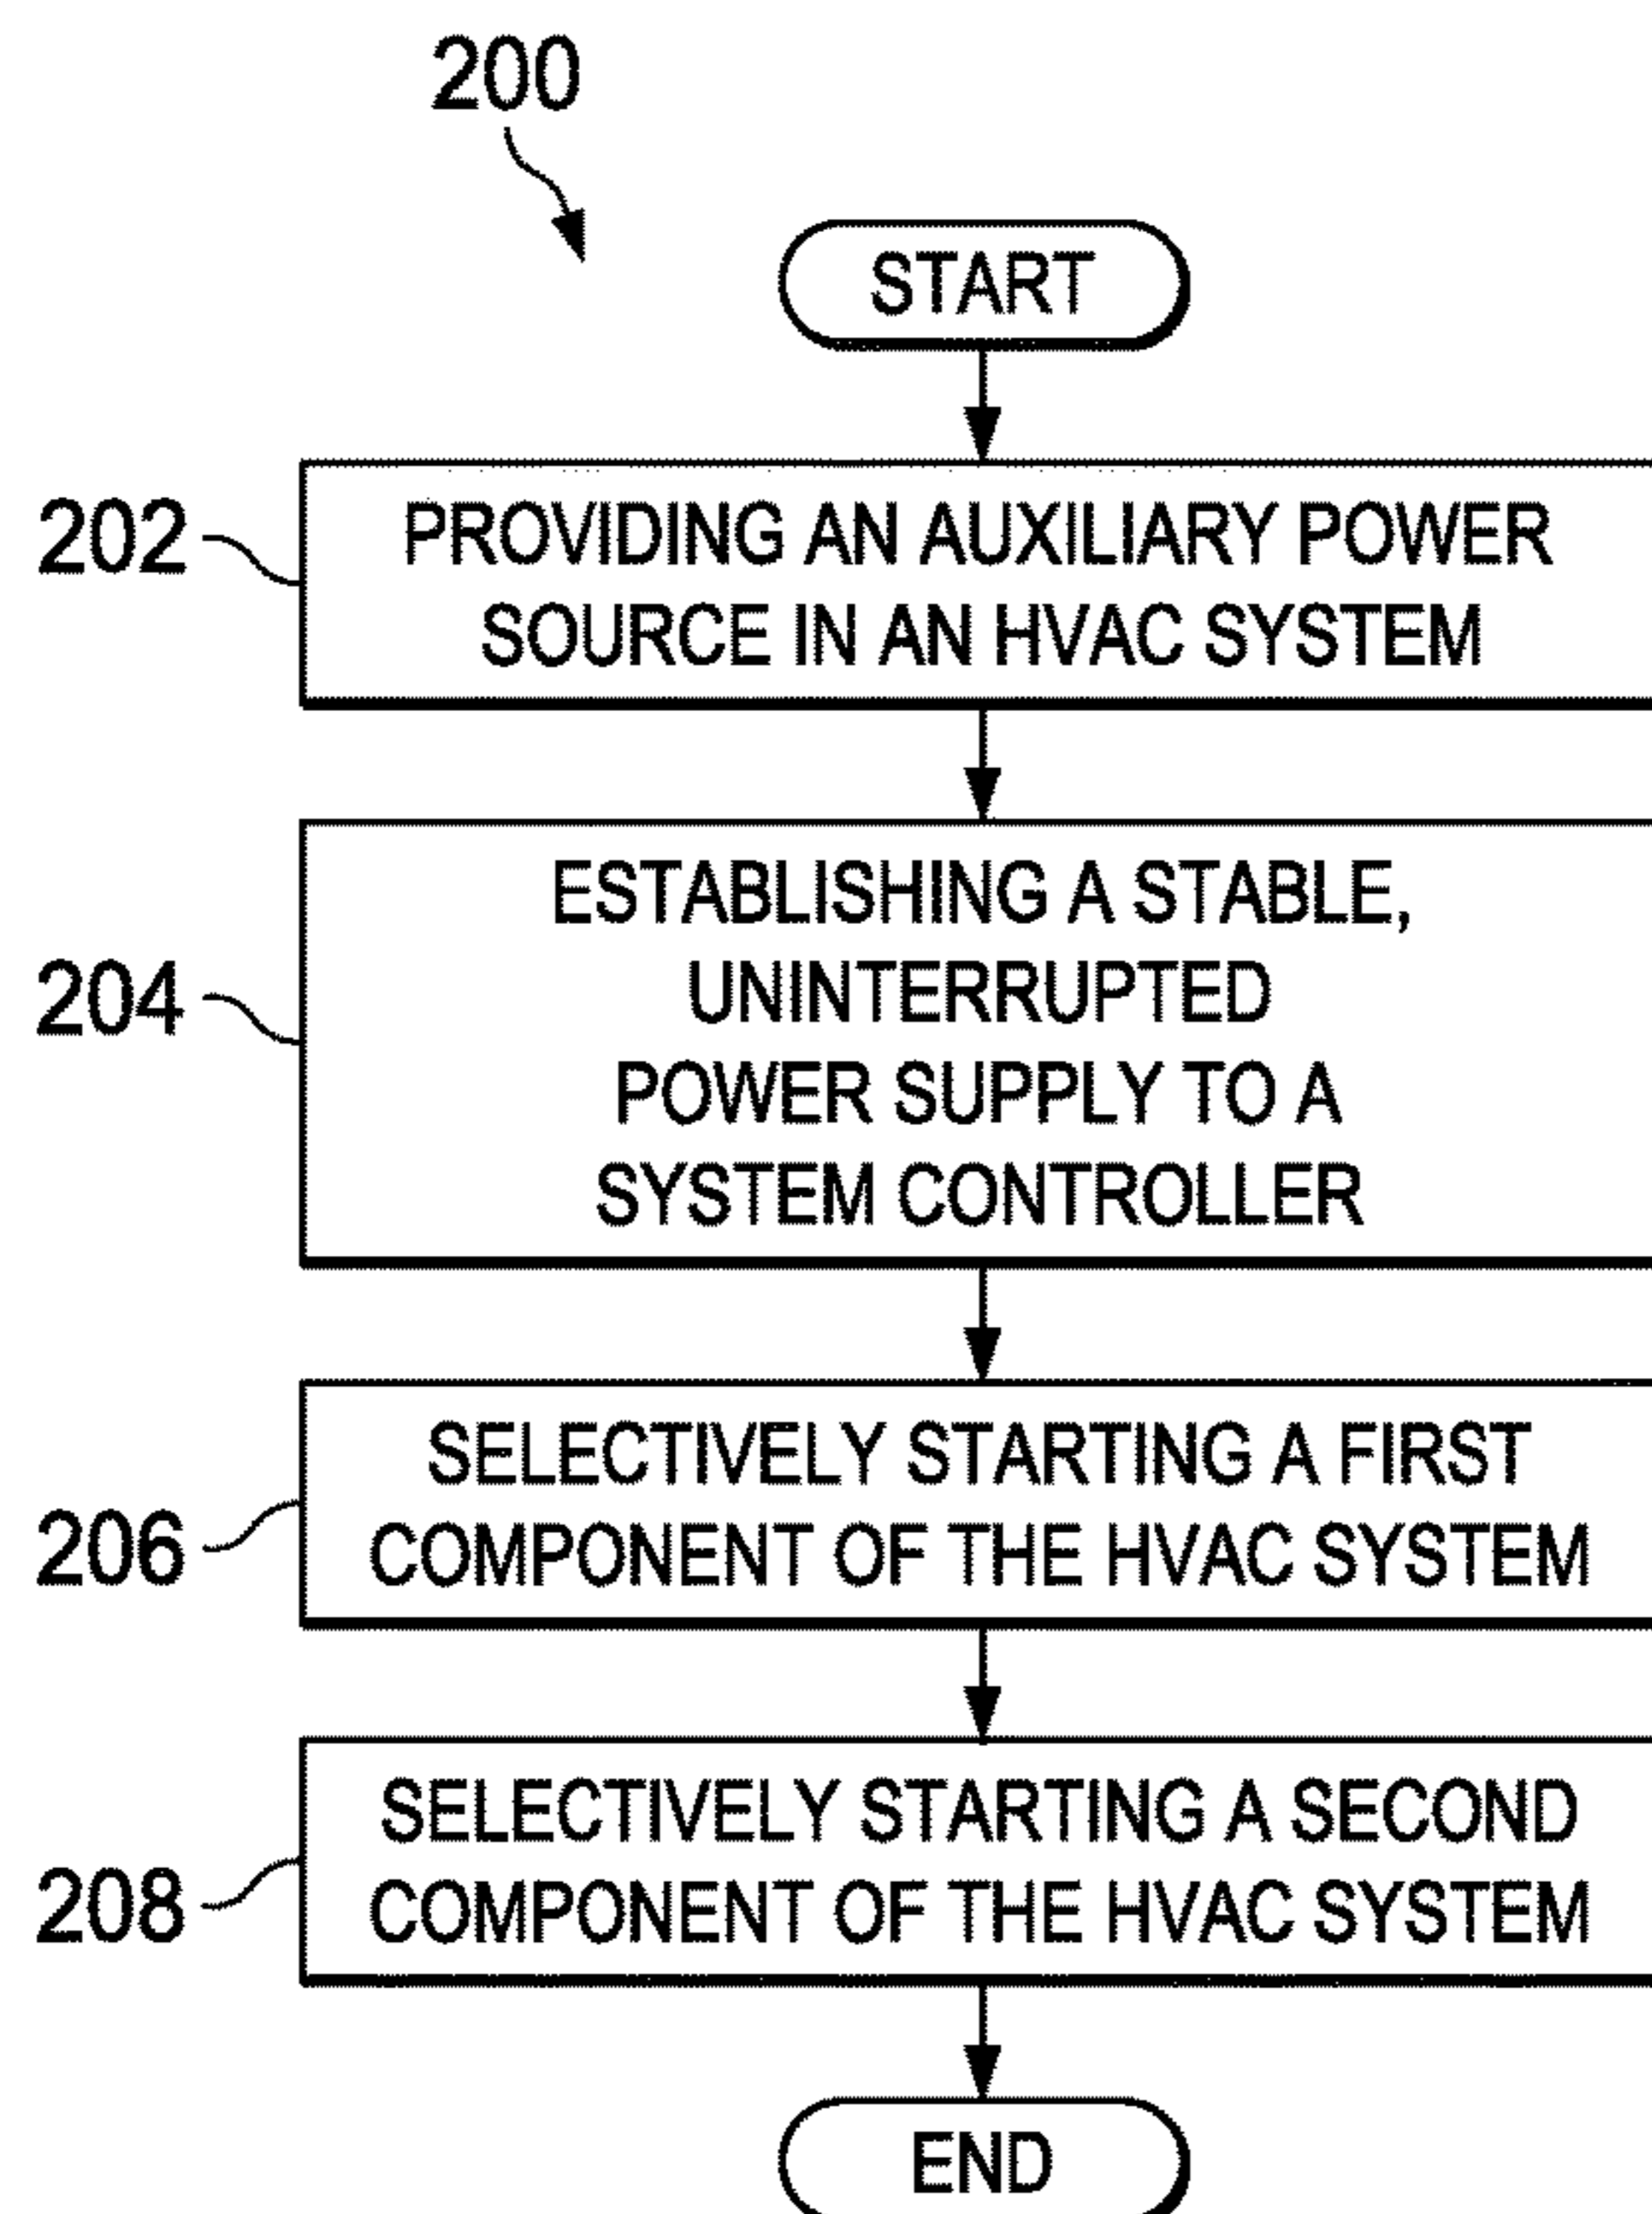 200
START
202
PROVIDING AN AUXILIARY POWER
SOURCE IN AN HVAC SYSTEM
204
ESTABLISHING A STABLE,
UNINTERRUPTED
POWER SUPPLY TO A
SYSTEM CONTROLLER
206
SELECTIVELY STARTING A FIRST
COMPONENT OF THE HVAC SYSTEM
208
SELECTIVELY STARTING A SECOND
COMPONENT OF THE HVAC SYSTEM
END